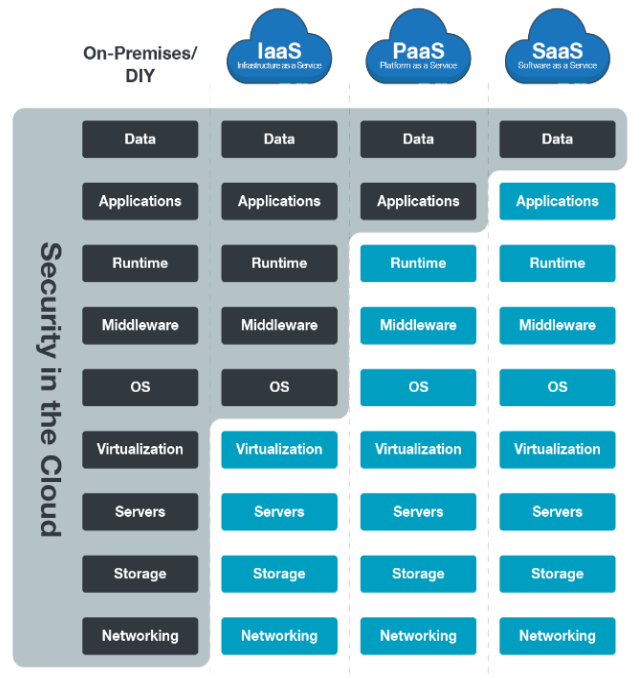 On-Premises/
DIY
IaaS
Infrastructure as a Service
PaaS
Platform as a Service
SaaS
Software as a Service
Security in the Cloud
Data
Data
Data
Data
Applications
Applications
Applications
Applications
Runtime
Runtime
Runtime
Runtime
Middleware
Middleware
Middleware
Middleware
OS
OS
OS
OS
Virtualization
Virtualization
Virtualization
Virtualization
Servers
Servers
Servers
Servers
Storage
Storage
Storage
Storage
Networking
Networking
Networking
Networking